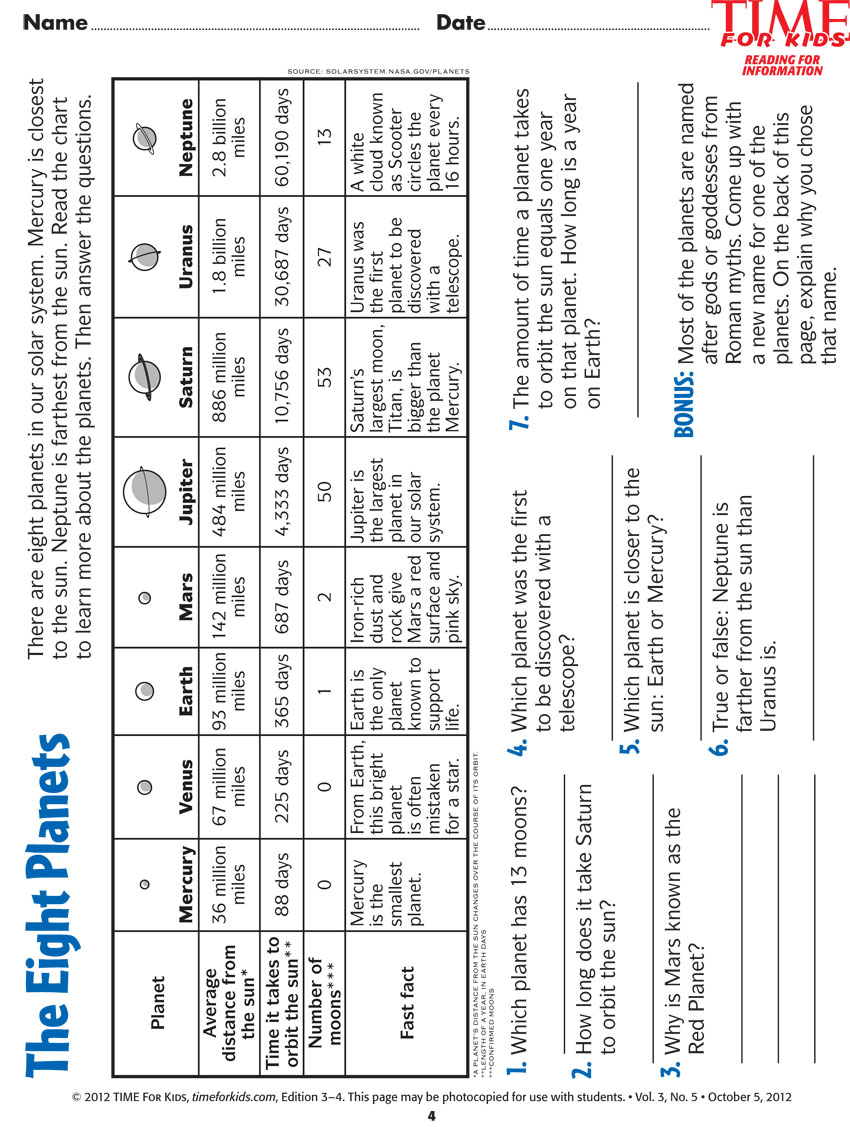 Name
Date
TIME
FOR KIDS
READING FOR
INFORMATION
The Eight Planets
There are eight planets in our solar system. Mercury is closest
to the sun. Neptune is farthest from the sun. Read the chart
to learn more about the planets. Then answer the questions.
SOURCE: SOLARSYSTEM.NASA.GOV/PLANETS
Planet
Mercury
Venus
Earth
Mars
Jupiter
Saturn
Uranus
Neptune
Average
distance from
the sun*
36 million
miles
67 million
miles
93 million
miles
142 million
miles
484 million
miles
886 million
miles
1.8 billion
miles
2.8 billion
miles
Time it takes to
orbit the sun**
88 days
225 days
365 days
687 days
4,333 days
10,756 days
30,687 days
60,190 days
Number of
moons***
0
0
1
2
50
53
27
13
Fast fact
Mercury
is the
smallest
planet.
From Earth,
this bright
planet
is often
mistaken
for a star.
Earth is
the only
planet
known to
support
life.
Iron-rich
dust and
rock give
Mars a red
surface and
pink sky.
Jupiter is
the largest
planet in
our solar
system.
Saturn's
largest moon,
Titan, is
bigger than
the planet
Mercury.
Uranus was
the first
planet to be
discovered
with a
telescope.
A white
cloud known
as Scooter
circles the
planet every
16 hours.
*A PLANET'S DISTANCE FROM THE SUN CHANGES OVER THE COURSE OF ITS ORBIT.
**LENGTH OF A YEAR, IN EARTH DAYS
***CONFIRMED MOONS
1. Which planet has 13 moons?
2. How long does it take Saturn
to orbit the sun?
3. Why is Mars known as the
Red Planet?
4. Which planet was the first
to be discovered with a
telescope?
5. Which planet is closer to the
sun: Earth or Mercury?
6. True or false: Neptune is
farther from the sun than
Uranus is.
7. The amount of time a planet takes
to orbit the sun equals one year
on that planet. How long is a year
on Earth?
BONUS: Most of the planets are named
after gods or goddesses from
Roman myths. Come up with
a new name for one of the
planets. On the back of this
page, explain why you chose
that name.
© 2012 TIME FOR KIDS, timeforkids.com, Edition 3–4. This page may be photocopied for use with students. • Vol. 3, No. 5 • October 5, 2012
4